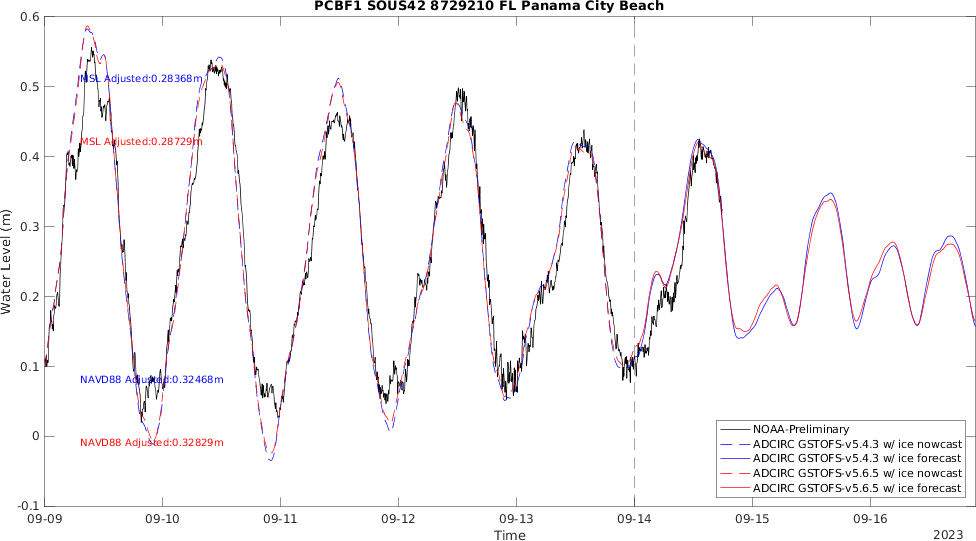 PCBF1 SOUS42 8729210 FL Panama City Beach
0.6
0.5
0.4
0.3
0.2
0.1
0
-0.1
Water Level (m)
MSL Adjusted:0.28368m
MSL Adjusted:0.28729m
NAVD88 Adjusted:0.32468m
NAVD88 Adjusted:0.32829m
NOAA-Preliminary
ADCIRC GSTOFS-v5.4.3 w/ ice nowcast
ADCIRC GSTOFS-v5.4.3 w/ ice forecast
ADCIRC GSTOFS-v5.6.5 w/ ice nowcast
ADCIRC GSTOFS-v5.6.5 w/ ice forecast
09-09 09-10 09-11 09-12 09-13 09-14 09-15 09-16
Time
2023